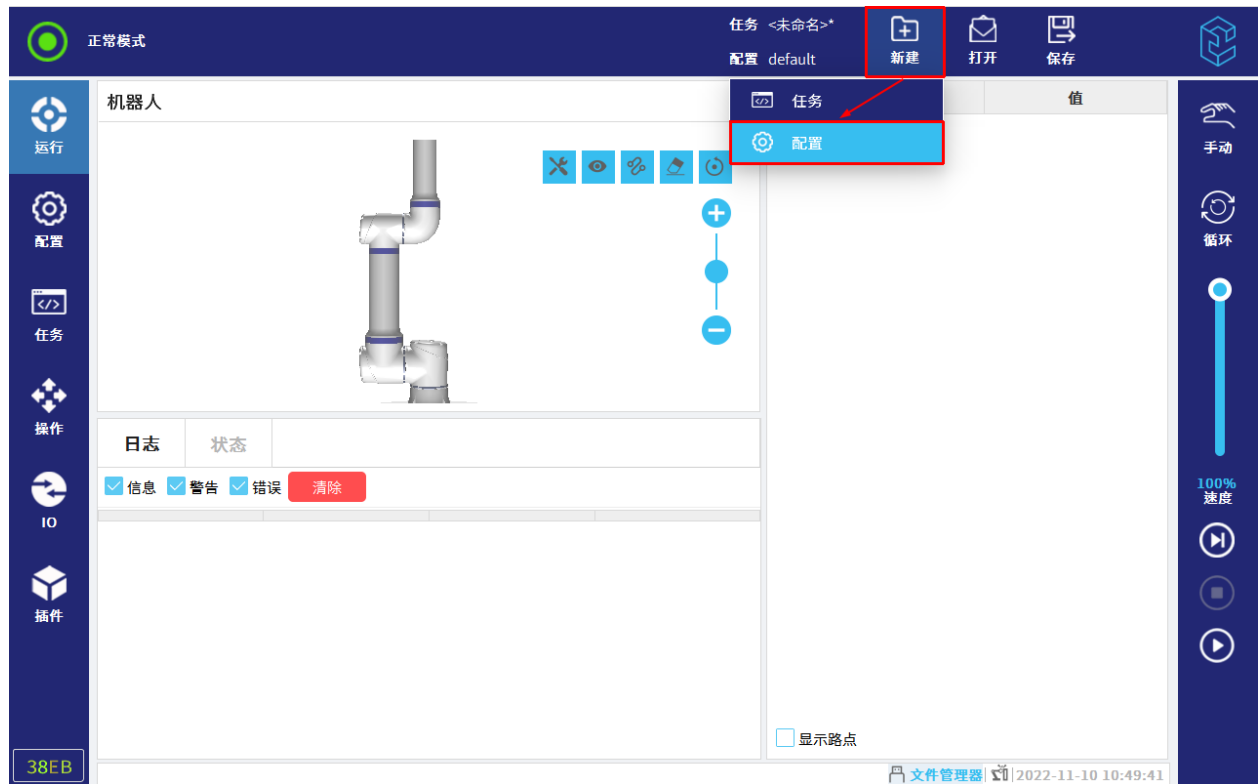 正常模式
任务 <未命名>*
配置 default
新建
打开
保存
任务
配置
运行
配置
任务
操作
IO
插件
38EB
机器人
值
日志
状态
信息
警告
错误
清除
显示路点
文件管理器
2022-11-10 10:49:41
手动
循环
100%
速度